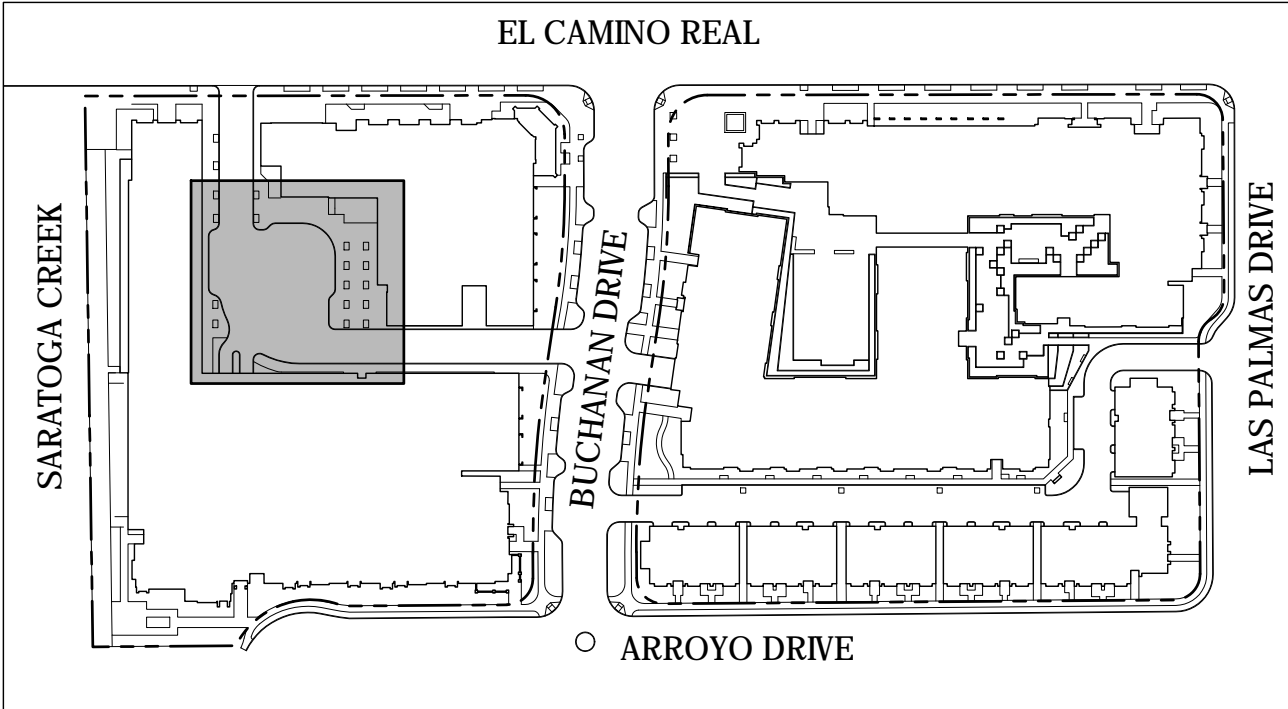 EL CAMINO REAL
SARATOGA CREEK
BUCHANAN DRIVE
LAS PALMAS DRIVE
ARROYO DRIVE